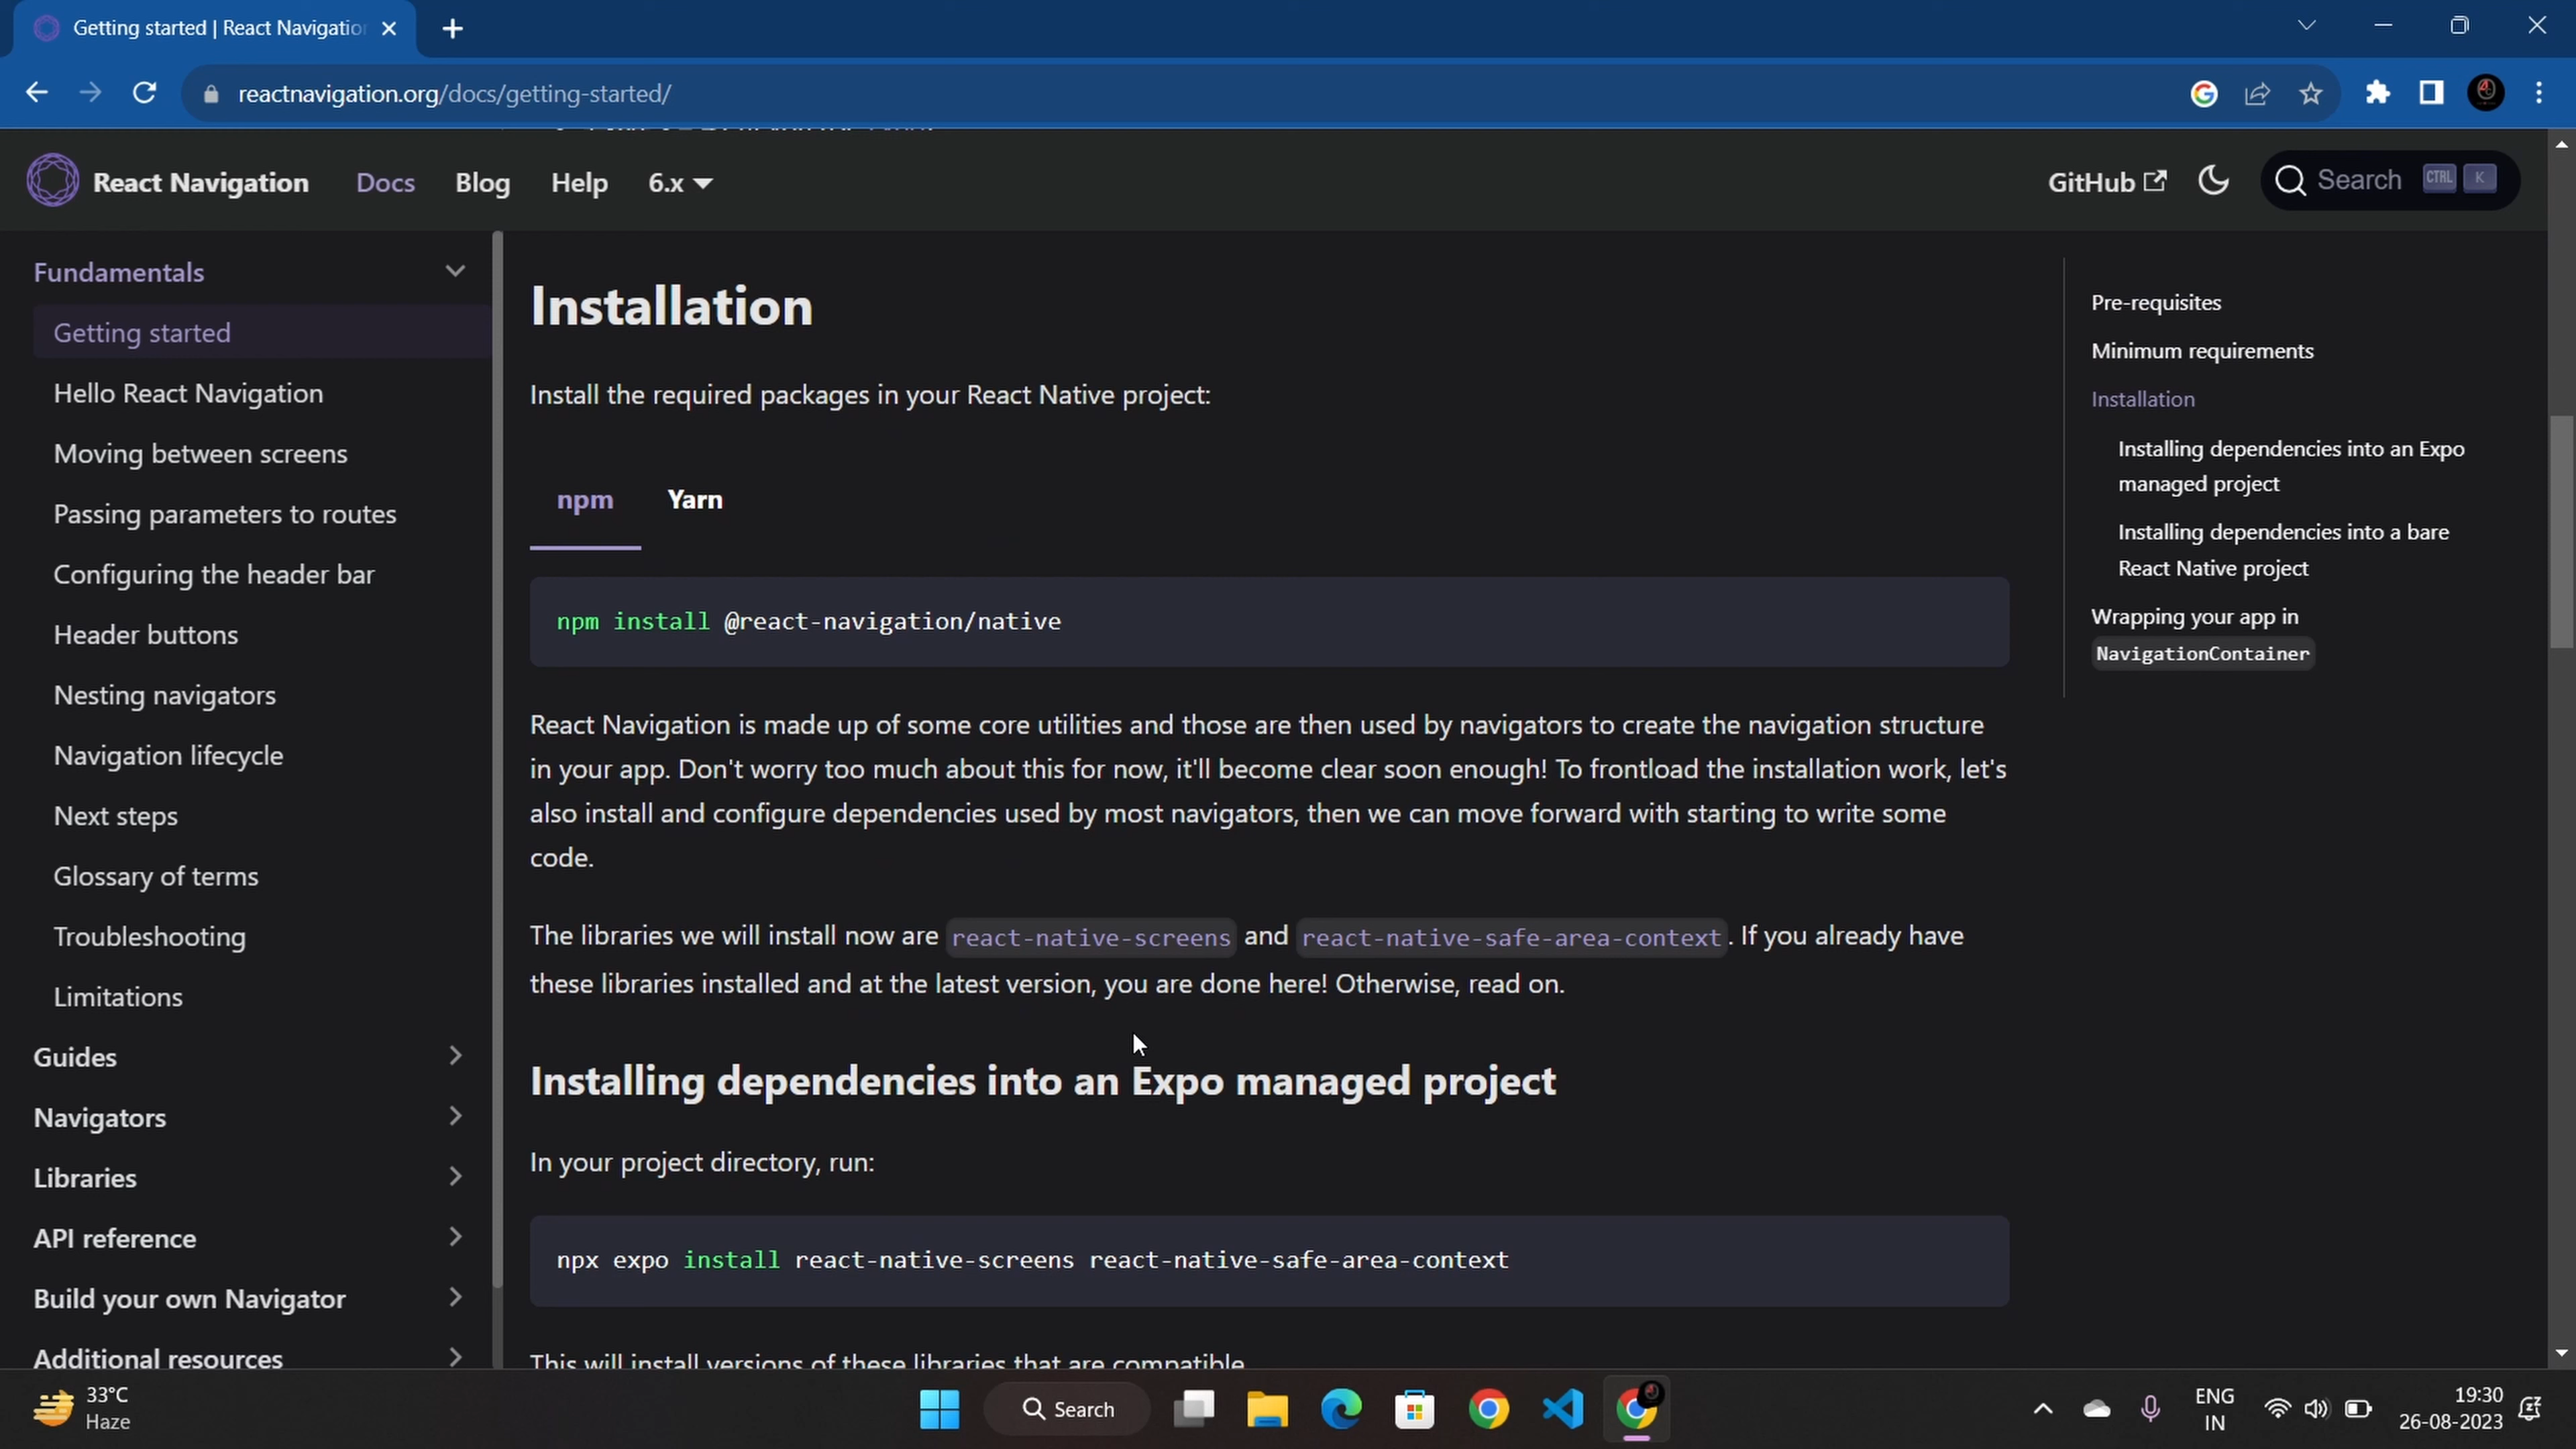 Getting started | React Navigation
reactnavigation.org/docs/getting-started/
React Navigation
Docs
Blog
Help
6.x
GitHub
Search
CTRL
K
Fundamentals
Getting started
Hello React Navigation
Moving between screens
Passing parameters to routes
Configuring the header bar
Header buttons
Nesting navigators
Navigation lifecycle
Next steps
Glossary of terms
Troubleshooting
Limitations
Guides
Navigators
Libraries
API reference
Build your own Navigator
Additional resources
Installation
Install the required packages in your React Native project:
npm
Yarn
npm install @react-navigation/native
React Navigation is made up of some core utilities and those are then used by navigators to create the navigation structure
in your app. Don't worry too much about this for now, it'll become clear soon enough! To frontload the installation work, let's
also install and configure dependencies used by most navigators, then we can move forward with starting to write some
code.
The libraries we will install now are react-native-screens and react-native-safe-area-context. If you already have
these libraries installed and at the latest version, you are done here! Otherwise, read on.
Installing dependencies into an Expo managed project
In your project directory, run:
npx expo install react-native-screens react-native-safe-area-context
This will install versions of these libraries that are compatible.
Pre-requisites
Minimum requirements
Installation
Installing dependencies into an Expo
managed project
Installing dependencies into a bare
React Native project
Wrapping your app in
NavigationContainer
33°C
Haze
Search
ENG
IN
19:30
26-08-2023